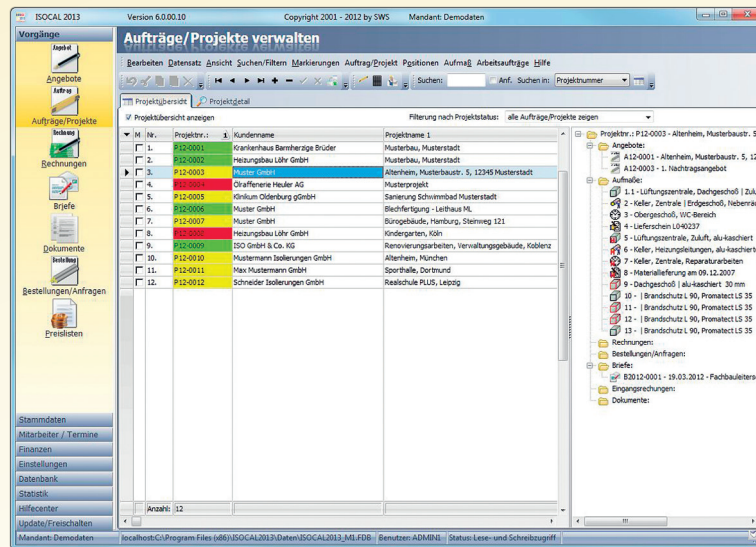 ISOCAL 2013 Version 6.0.00.10 Copyright 2001 - 2012 by SWS Mandant: Demodaten
Vorgänge
Angebot
Angebote
Auftrag
Aufträge/Projekte
Rechnung
Rechnungen
Briefe
Dokumente
Bestellung
Bestellungen/Anfragen
Preislisten
Stammdaten
Mitarbeiter / Termine
Finanzen
Einstellungen
Datenbank
Statistik
Hilfecenter
Update/Freischalten
Aufträge/Projekte verwalten
Bearbeiten Datensatz Ansicht Suchen/Filtern Markierungen Auftrag/Projekt Positionen Aufmaß Arbeitsaufträge Hilfe
Suchen: Anf. Suchen in: Projektnummer
Projektübersicht Projektdetail
Projektübersicht anzeigen Filterung nach Projektstatus: alle Aufträge/Projekte zeigen
M Nr. Projektnr.: 1 Kundenname Projektname 1
1. P12-0001 Krankenhaus Barmherzige Brüder Musterbau, Musterstadt
2. P12-0002 Heizungsbau Löhr GmbH Musterbau, Musterstadt
3. P12-0003 Muster GmbH Altenheim, Musterbaustr. 5, 12345 Musterstadt
4. P12-0004 Ölraffenerie Heuler AG Musterprojekt
5. P12-0005 Klinikum Oldenburg gGmbH Sanierung Schwimmbad Musterstadt
6. P12-0006 Muster GmbH Blechfertigung - Leithaus ML
7. P12-0007 Muster GmbH Bürogebäude, Hamburg, Steinweg 121
8. P12-0008 Heizungsbau Löhr GmbH Kindergarten, Köln
9. P12-0009 ISO GmbH & Co. KG Renovierungsarbeiten, Verwaltungsgebäude, Koblenz
10. P12-0010 Mustermann Isolierungen GmbH Altenheim, München
11. P12-0011 Max Mustermann GmbH Sporthalle, Dortmund
12. P12-0012 Schneider Isolierungen GmbH Realschule PLUS, Leipzig
Anzahl: 12
Projektnr.: P12-0003 - Altenheim, Musterbaustr. 5
Angebote:
A12-0001 - Altenheim, Musterbaustr. 5, 12
A12-0003 - 1. Nachtragsangebot
Aufmaße:
1.1 - Lüftungszentrale, Dachgeschoß | Zulu
2 - Keller, Zentrale | Erdgeschoß, Nebenräu
3 - Obergeschoß, WC-Bereich
4 - Lieferschein L040237
5 - Lüftungszentrale, Zuluft, alu-kaschiert
6 - Keller, Heizungsleitungen, alu-kaschierte
7 - Keller, Zentrale, Reparaturarbeiten
8 - Materiallieferung am 09.12.2007
9 - Dachgeschoß | alu-kaschiert 30 mm
10 - | Brandschutz L 90, Promatect LS 35
11 - | Brandschutz L 90, Promatect LS 35
12 - | Brandschutz L 90, Promatect LS 35
13 - | Brandschutz L 90, Promatect LS 35
Rechnungen:
Bestellungen/Anfragen:
Briefe:
B2012-0001 - 19.03.2012 - Fachbauleiters
Eingangsrechungen:
Dokumente:
Mandant: Demodaten localhost:C:\Program Files (x86)\ISOCAL2013\Daten\ISOCAL2013_M1.FDB Benutzer: ADMIN1 Status: Lese- und Schreibzugriff